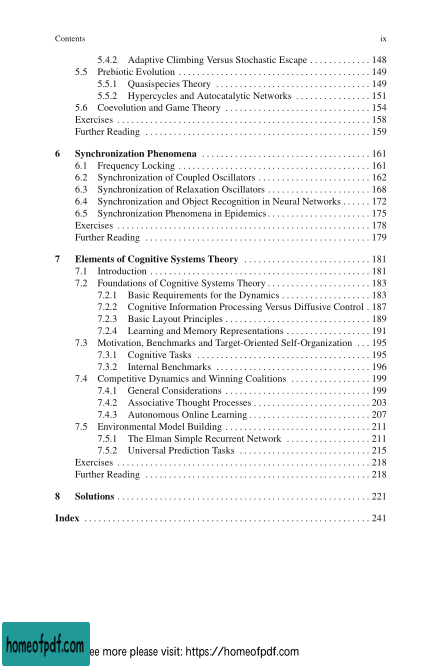 Contents ix
5.4.2 Adaptive Climbing Versus Stochastic Escape . . . . . . . . . . . . . 148
5.5 Prebiotic Evolution . . . . . . . . . . . . . . . . . . . . . . . . . . . . . . . . . . . . . . . . . 149
5.5.1 Quasispecies Theory . . . . . . . . . . . . . . . . . . . . . . . . . . . . . . . . . 149
5.5.2 Hypercycles and Autocatalytic Networks . . . . . . . . . . . . . . . . 151
5.6 Coevolution and Game Theory . . . . . . . . . . . . . . . . . . . . . . . . . . . . . . . 154
Exercises . . . . . . . . . . . . . . . . . . . . . . . . . . . . . . . . . . . . . . . . . . . . . . . . . . . . . . 158
Further Reading . . . . . . . . . . . . . . . . . . . . . . . . . . . . . . . . . . . . . . . . . . . . . . . . 159
6 Synchronization Phenomena . . . . . . . . . . . . . . . . . . . . . . . . . . . . . . . . . . . . 161
6.1 Frequency Locking . . . . . . . . . . . . . . . . . . . . . . . . . . . . . . . . . . . . . . . . . 161
6.2 Synchronization of Coupled Oscillators . . . . . . . . . . . . . . . . . . . . . . . . 162
6.3 Synchronization of Relaxation Oscillators . . . . . . . . . . . . . . . . . . . . . . 168
6.4 Synchronization and Object Recognition in Neural Networks . . . . . . 172
6.5 Synchronization Phenomena in Epidemics . . . . . . . . . . . . . . . . . . . . . . 175
Exercises . . . . . . . . . . . . . . . . . . . . . . . . . . . . . . . . . . . . . . . . . . . . . . . . . . . . . . 178
Further Reading . . . . . . . . . . . . . . . . . . . . . . . . . . . . . . . . . . . . . . . . . . . . . . . . 179
7 Elements of Cognitive Systems Theory . . . . . . . . . . . . . . . . . . . . . . . . . . . 181
7.1 Introduction . . . . . . . . . . . . . . . . . . . . . . . . . . . . . . . . . . . . . . . . . . . . . . . 181
7.2 Foundations of Cognitive Systems Theory . . . . . . . . . . . . . . . . . . . . . . 183
7.2.1 Basic Requirements for the Dynamics . . . . . . . . . . . . . . . . . . . 183
7.2.2 Cognitive Information Processing Versus Diffusive Control . 187
7.2.3 Basic Layout Principles . . . . . . . . . . . . . . . . . . . . . . . . . . . . . . . 189
7.2.4 Learning and Memory Representations . . . . . . . . . . . . . . . . . . 191
7.3 Motivation, Benchmarks and Target-Oriented Self-Organization . . . 195
7.3.1 Cognitive Tasks . . . . . . . . . . . . . . . . . . . . . . . . . . . . . . . . . . . . . 195
7.3.2 Internal Benchmarks . . . . . . . . . . . . . . . . . . . . . . . . . . . . . . . . . 196
7.4 Competitive Dynamics and Winning Coalitions . . . . . . . . . . . . . . . . . 199
7.4.1 General Considerations . . . . . . . . . . . . . . . . . . . . . . . . . . . . . . . 199
7.4.2 Associative Thought Processes . . . . . . . . . . . . . . . . . . . . . . . . . 203
7.4.3 Autonomous Online Learning . . . . . . . . . . . . . . . . . . . . . . . . . . 207
7.5 Environmental Model Building . . . . . . . . . . . . . . . . . . . . . . . . . . . . . . . 211
7.5.1 The Elman Simple Recurrent Network . . . . . . . . . . . . . . . . . . 211
7.5.2 Universal Prediction Tasks . . . . . . . . . . . . . . . . . . . . . . . . . . . . 215
Exercises . . . . . . . . . . . . . . . . . . . . . . . . . . . . . . . . . . . . . . . . . . . . . . . . . . . . . . 218
Further Reading . . . . . . . . . . . . . . . . . . . . . . . . . . . . . . . . . . . . . . . . . . . . . . . . 218
8 Solutions . . . . . . . . . . . . . . . . . . . . . . . . . . . . . . . . . . . . . . . . . . . . . . . . . . . . . . 221
Index . . . . . . . . . . . . . . . . . . . . . . . . . . . . . . . . . . . . . . . . . . . . . . . . . . . . . . . . . . . . . 241
homeofpdf.com ee more please visit: https://homeofpdf.com